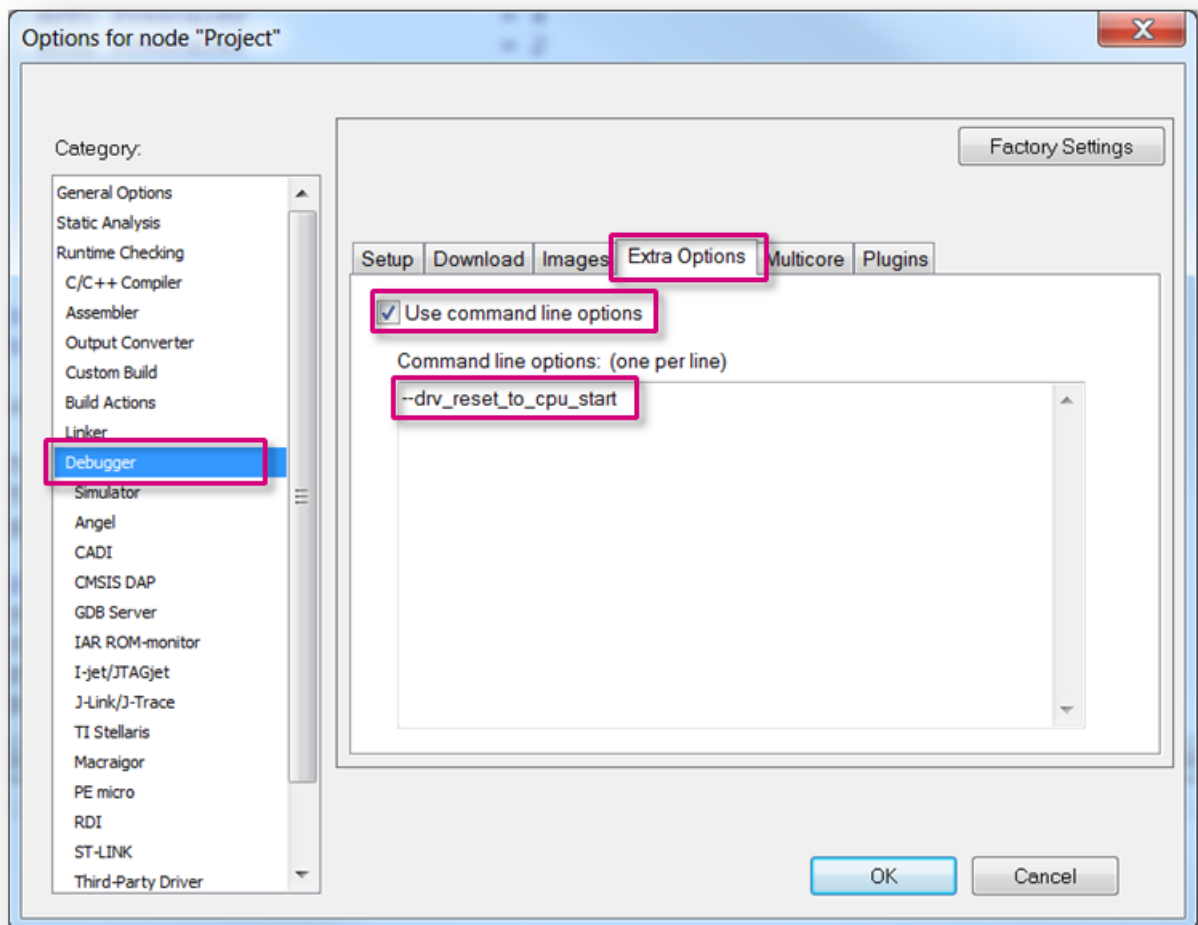 Options for node "Project"
X
Category:
Factory Settings
General Options
Static Analysis
Runtime Checking
C/C++ Compiler
Assembler
Output Converter
Custom Build
Build Actions
Linker
Debugger
Simulator
Angel
CADI
CMSIS DAP
GDB Server
IAR ROM-monitor
I-jet/JTAGjet
J-Link/J-Trace
TI Stellaris
Macraigor
PE micro
RDI
ST-LINK
Third-Party Driver
Setup Download Images Extra Options Multicore Plugins
Use command line options
Command line options: (one per line)
--drv_reset_to_cpu_start
OK Cancel